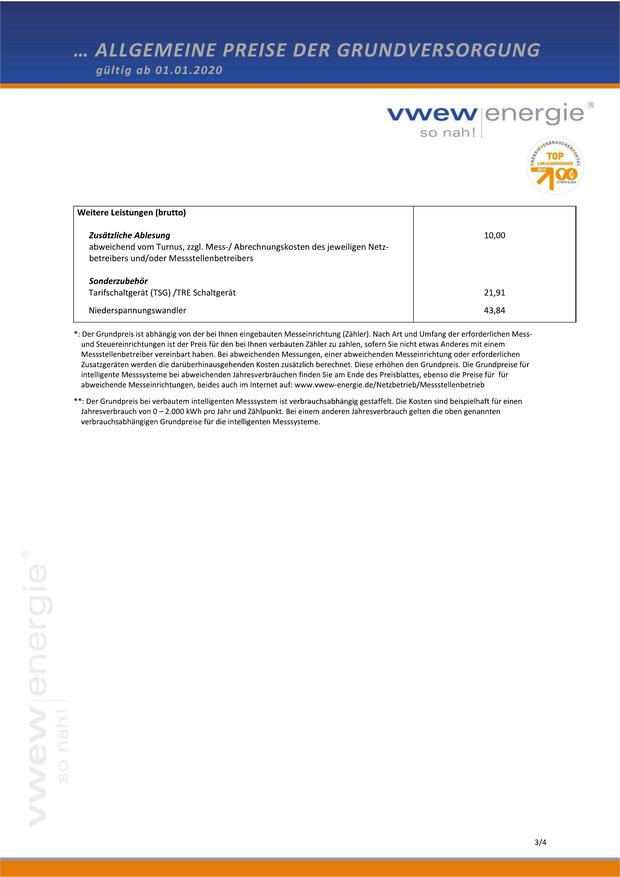 ... ALLGEMEINE PREISE DER GRUNDVERSORGUNG
gültig ab 01.01.2020
vwew energie ®
so nah!
ENERGIEVERBRAUCHERPORTAL
TOP
LOKALVERSORGER
STROM & GAS
Weitere Leistungen (brutto)
Zusätzliche Ablesung 10,00
abweichend vom Turnus, zzgl. Mess-/ Abrechnungskosten des jeweiligen Netz-
betreibers und/oder Messstellenbetreibers
Sonderzubehör
Tarifschaltgerät (TSG) /TRE Schaltgerät 21,91
Niederspannungswandler 43,84
*: Der Grundpreis ist abhängig von der bei Ihnen eingebauten Messeinrichtung (Zähler). Nach Art und Umfang der erforderlichen Mess-
und Steuereinrichtungen ist der Preis für den bei Ihnen verbauten Zähler zu zahlen, sofern Sie nicht etwas Anderes mit einem
Messstellenbetreiber vereinbart haben. Bei abweichenden Messungen, einer abweichenden Messeinrichtung oder erforderlichen
Zusatzgeräten werden die darüberhinausgehenden Kosten zusätzlich berechnet. Diese erhöhen den Grundpreis. Die Grundpreise für
intelligente Messsysteme bei abweichenden Jahresverbräuchen finden Sie am Ende des Preisblattes, ebenso die Preise für für
abweichende Messeinrichtungen, beides auch im Internet auf: www.vwew-energie.de/Netzbetrieb/Messstellenbetrieb
**: Der Grundpreis bei verbautem intelligenten Messsystem ist verbrauchsabhängig gestaffelt. Die Kosten sind beispielhaft für einen
Jahresverbrauch von 0 – 2.000 kWh pro Jahr und Zählpunkt. Bei einem anderen Jahresverbrauch gelten die oben genannten
verbrauchsabhängigen Grundpreise für die intelligenten Messsysteme.
vwew energie ®
so nah!
3/4